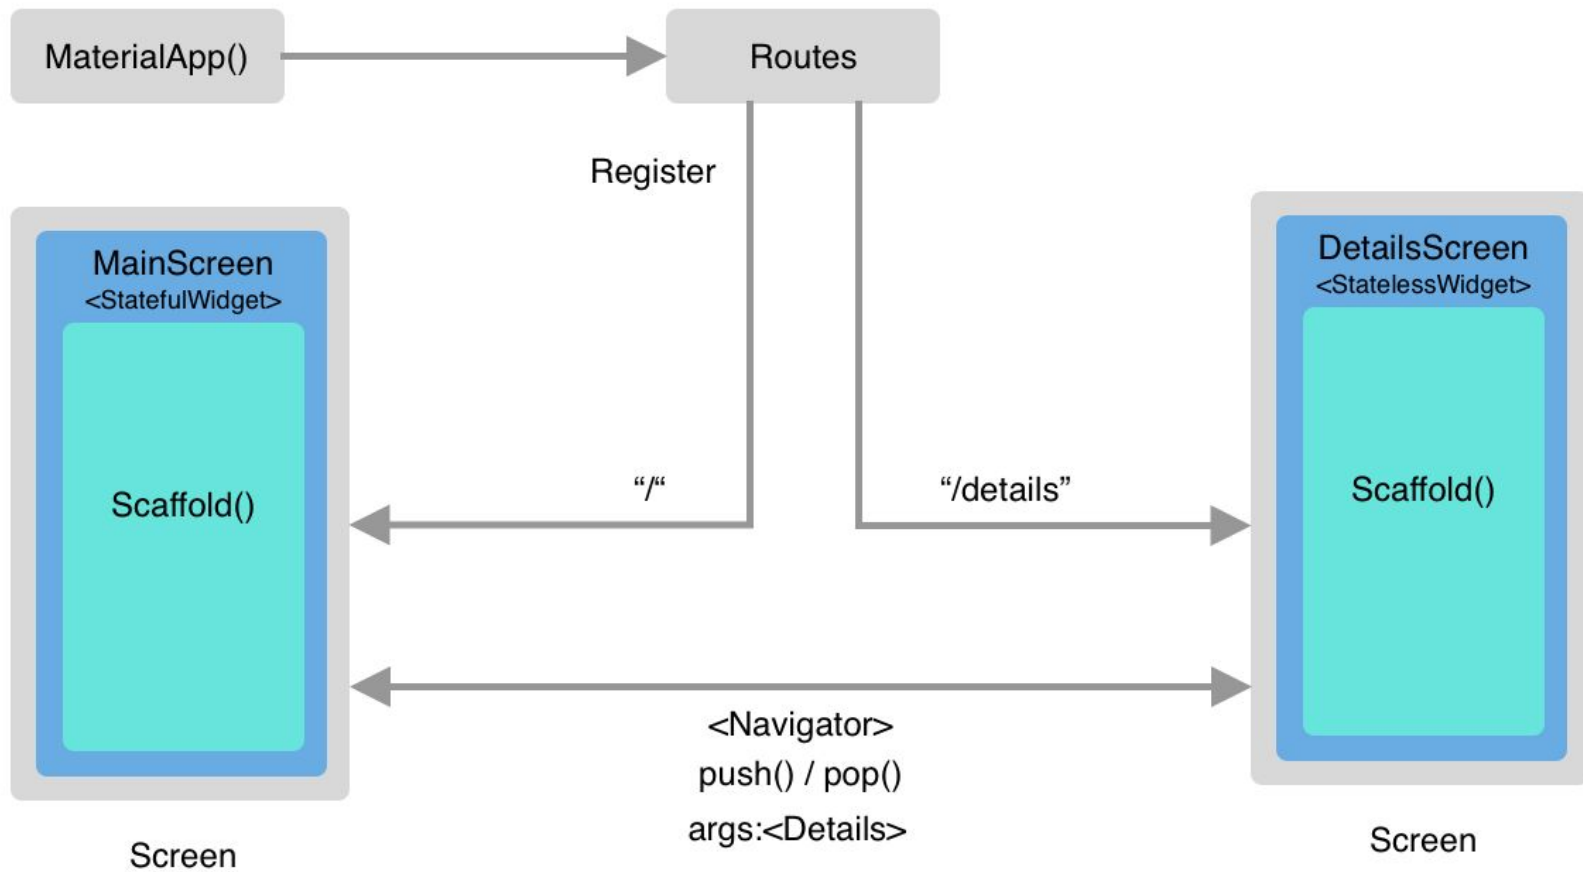 MaterialApp()
Routes
Register
MainScreen
<StatefulWidget>
Scaffold()
“/“
“/details”
DetailsScreen
<StatelessWidget>
Scaffold()
<Navigator>
push() / pop()
args:<Details>
Screen
Screen